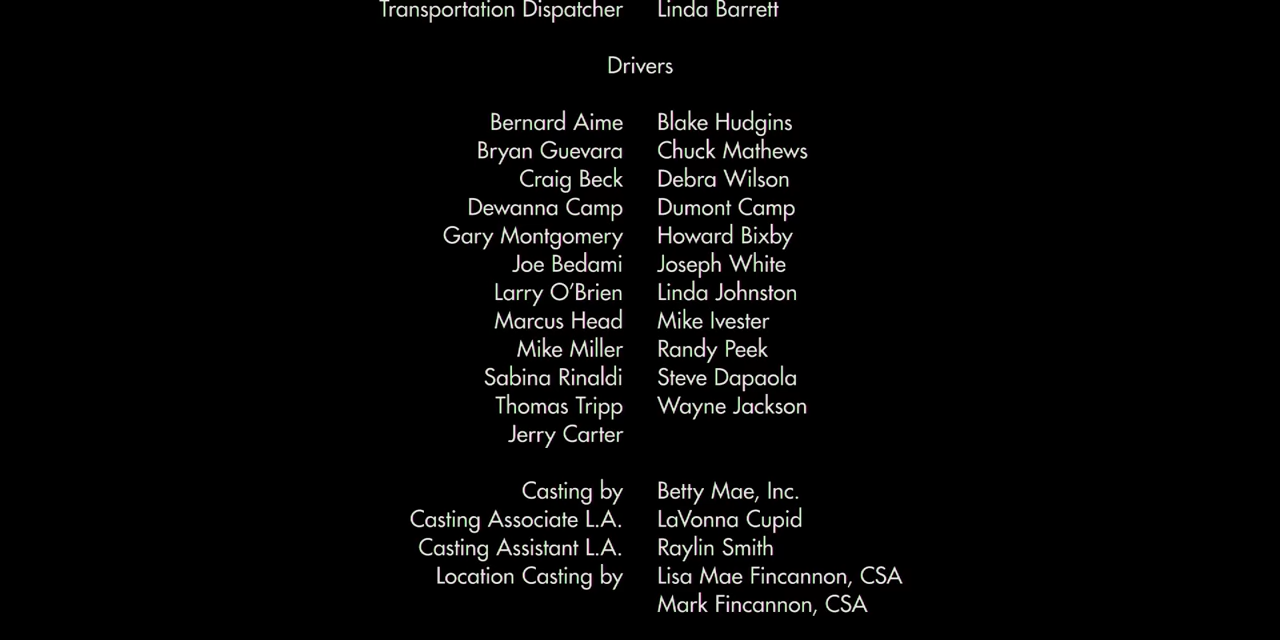 Transportation Dispatcher Linda Barrett
Drivers
Bernard Aime Blake Hudgins
Bryan Guevara Chuck Mathews
Craig Beck Debra Wilson
Dewanna Camp Dumont Camp
Gary Montgomery Howard Bixby
Joe Bedami Joseph White
Larry O'Brien Linda Johnston
Marcus Head Mike Ivester
Mike Miller Randy Peek
Sabina Rinaldi Steve Dapaola
Thomas Tripp Wayne Jackson
Jerry Carter
Casting by Betty Mae, Inc.
Casting Associate L.A. LaVonna Cupid
Casting Assistant L.A. Raylin Smith
Location Casting by Lisa Mae Fincannon, CSA
Mark Fincannon, CSA